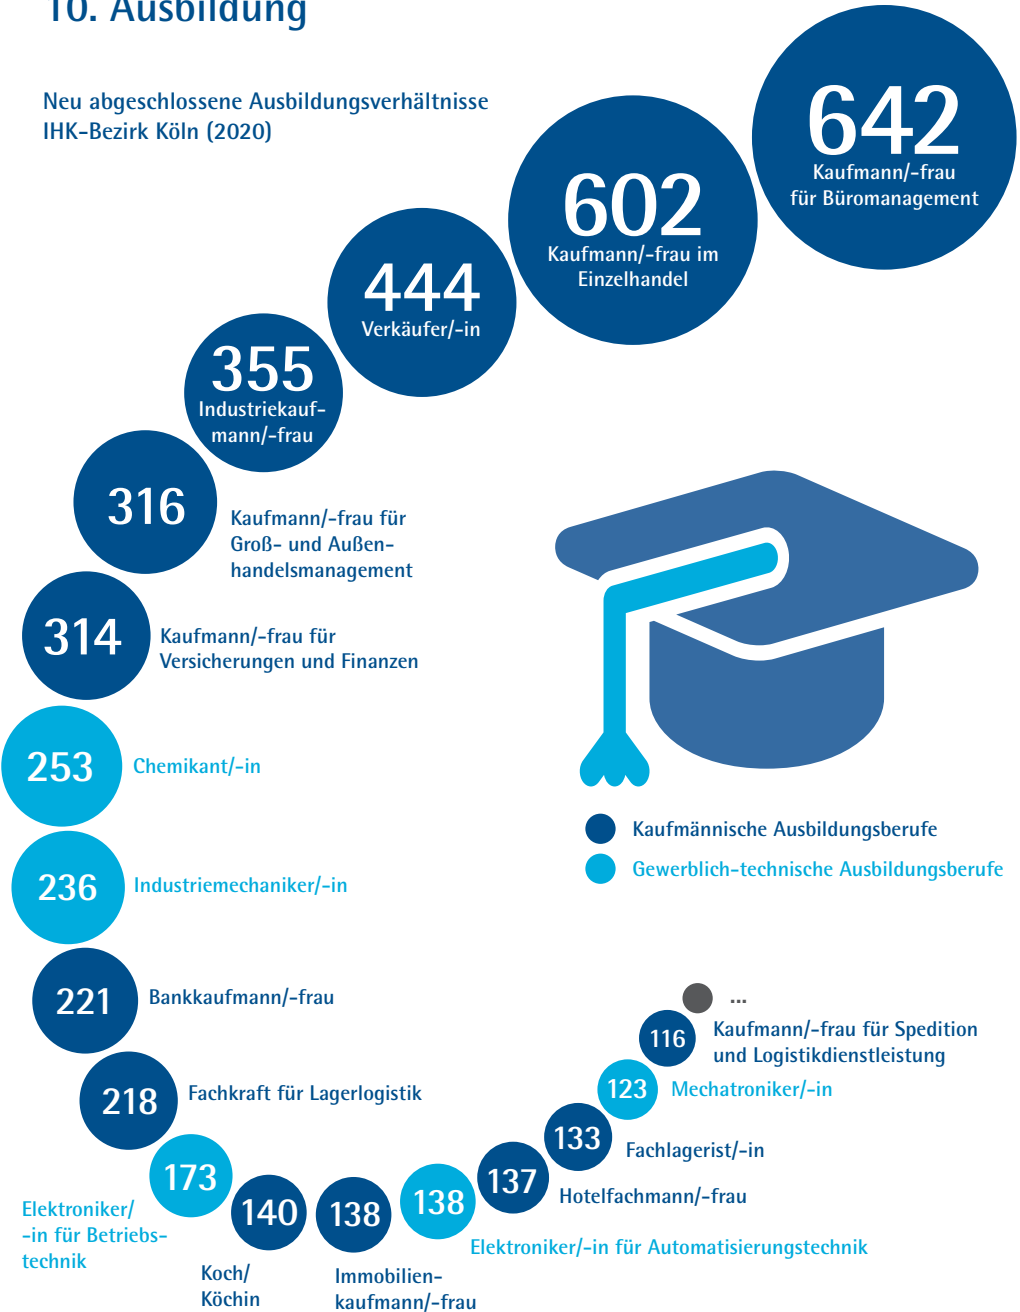 10. Ausbildung
Neu abgeschlossene Ausbildungsverhältnisse
IHK-Bezirk Köln (2020)
642
Kaufmann/-frau
für Büromanagement
602
Kaufmann/-frau im
Einzelhandel
444
Verkäufer/-in
355
Industriekauf-
mann/-frau
316
Kaufmann/-frau für
Groß- und Außen-
handelsmanagement
314
Kaufmann/-frau für
Versicherungen und Finanzen
253
Chemikant/-in
236
Industriemechaniker/-in
221
Bankkaufmann/-frau
218
Fachkraft für Lagerlogistik
173
Elektroniker/
-in für Betriebs-
technik
140
Koch/
Köchin
138
Immobilien-
kaufmann/-frau
138
Elektroniker/-in für Automatisierungstechnik
137
Hotelfachmann/-frau
133
Fachlagerist/-in
123
Mechatroniker/-in
116
Kaufmann/-frau für Spedition
und Logistikdienstleistung
...
Kaufmännische Ausbildungsberufe
Gewerblich-technische Ausbildungsberufe